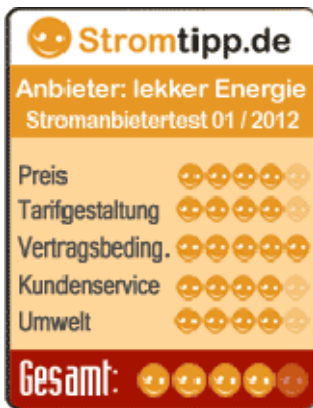 Stromtipp.de
Anbieter: lekker Energie
Stromanbietertest 01 / 2012
Preis
Tarifgestaltung
Vertragsbeding.
Kundenservice
Umwelt
Gesamt: